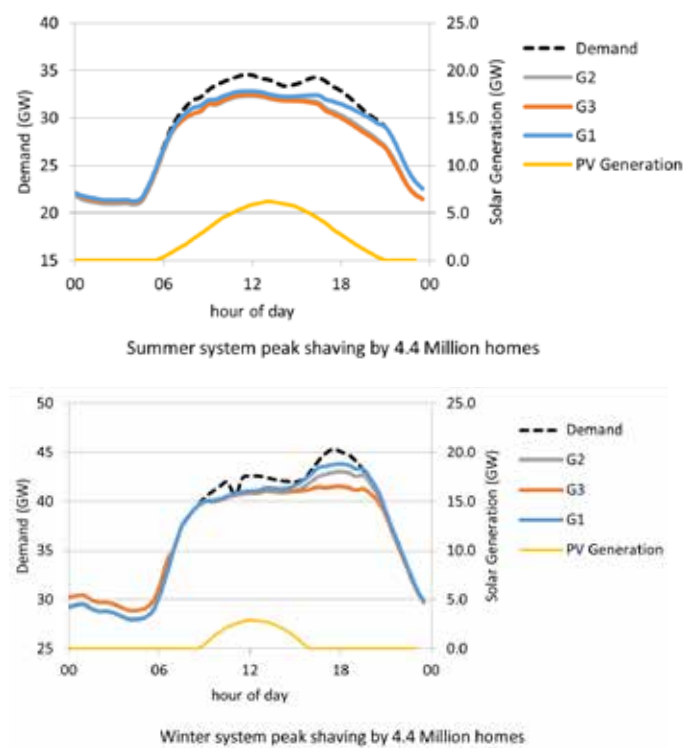 40
35
30
25
20
15
Demand (GW)
25.0
20.0
15.0
10.0
5.0
0.0
Solar Generation (GW)
00 06 12 18 00
hour of day
Demand
G2
G3
G1
PV Generation
Summer system peak shaving by 4.4 Million homes
50
45
40
35
30
25
Demand (GW)
25.0
20.0
15.0
10.0
5.0
0.0
Solar Generation (GW)
00 06 12 18 00
hour of day
Demand
G2
G3
G1
PV Generation
Winter system peak shaving by 4.4 Million homes